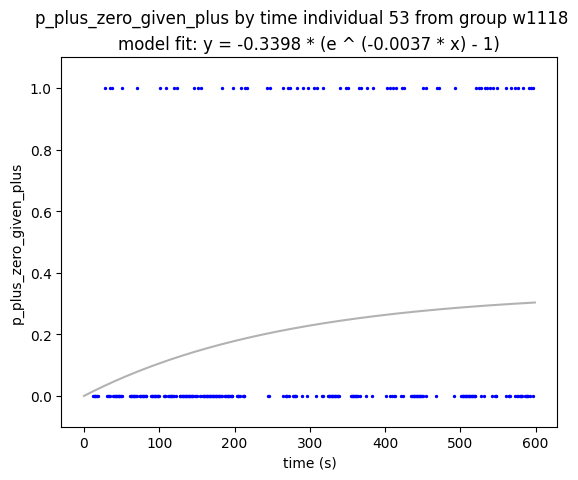 p_plus_zero_given_plus by time individual 53 from group w1118
model fit: y = -0.3398 * (e ^ (-0.0037 * x) - 1)
1.0
0.8
0.6
0.4
0.2
0.0
p_plus_zero_given_plus
0 100 200 300 400 500 600
time (s)